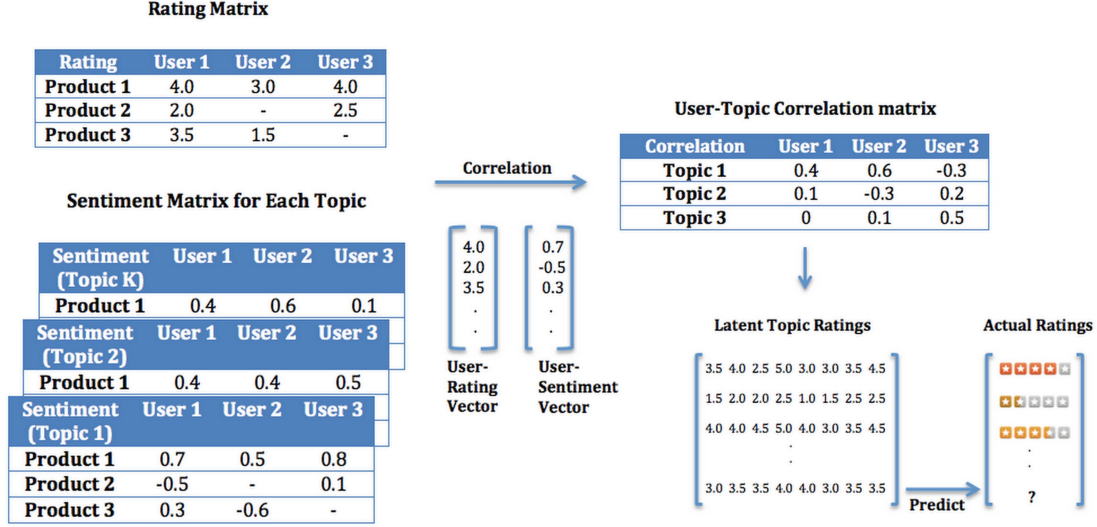 Rating Matrix
Rating User 1 User 2 User 3
Product 1 4.0 3.0 4.0
Product 2 2.0 - 2.5
Product 3 3.5 1.5 -
Sentiment Matrix for Each Topic
Sentiment User 1 User 2 User 3
(Topic K)
Product 1 0.4 0.6 0.1
Sentiment User 1 User 2 User 3
(Topic 2)
Product 1 0.4 0.4 0.5
Sentiment User 1 User 2 User 3
(Topic 1)
Product 1 0.7 0.5 0.8
Product 2 -0.5 - 0.1
Product 3 0.3 -0.6 -
Correlation
4.0 0.7
2.0 -0.5
3.5 0.3
. .
. .
User- User-
Rating Sentiment
Vector Vector
User-Topic Correlation matrix
Correlation User 1 User 2 User 3
Topic 1 0.4 0.6 -0.3
Topic 2 0.1 -0.3 0.2
Topic 3 0 0.1 0.5
Latent Topic Ratings
3.5 4.0 2.5 5.0 3.0 3.0 3.5 4.5
1.5 2.0 2.0 2.5 1.0 1.5 2.5 2.5
4.0 4.0 4.5 5.0 4.0 3.0 3.5 4.5
.
.
3.0 3.5 3.5 4.0 4.0 3.0 3.5 3.5
Predict
Actual Ratings
.
.
?